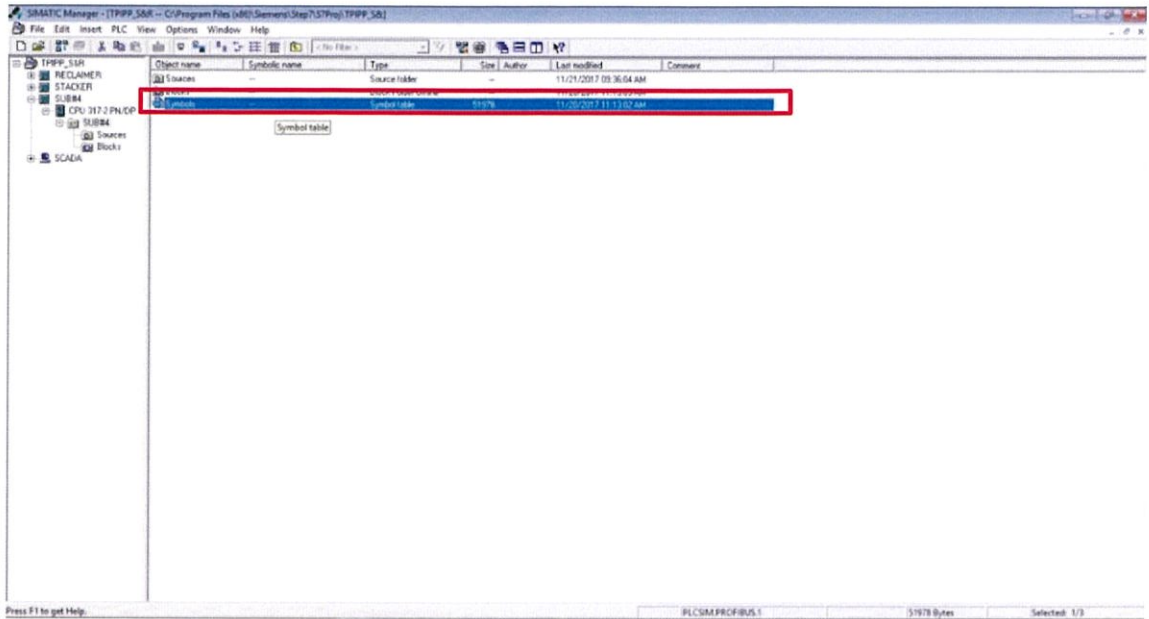 SIMATIC Manager - [TPIPP_S&R -- C:\Program Files (x86)\Siemens\Step7\S7Proj\TPIPP_S&]
File Edit Insert PLC View Options Window Help
< No Filter >
TPIPP_S&R
RECLAIMER
STACKER
SUB#4
CPU 317-2 PN/DP
SUB#4
Sources
Blocks
SCADA
Object name Symbolic name Type Size Author Last modified Comment
Sources -- Source folder -- 11/21/2017 09:36:04 AM
Symbols -- Symbol table 51978 11/20/2017 11:13:02 AM
Symbol table
Press F1 to get Help.
PLCSIM.PROFIBUS.1 51978 Bytes Selected: 1/3